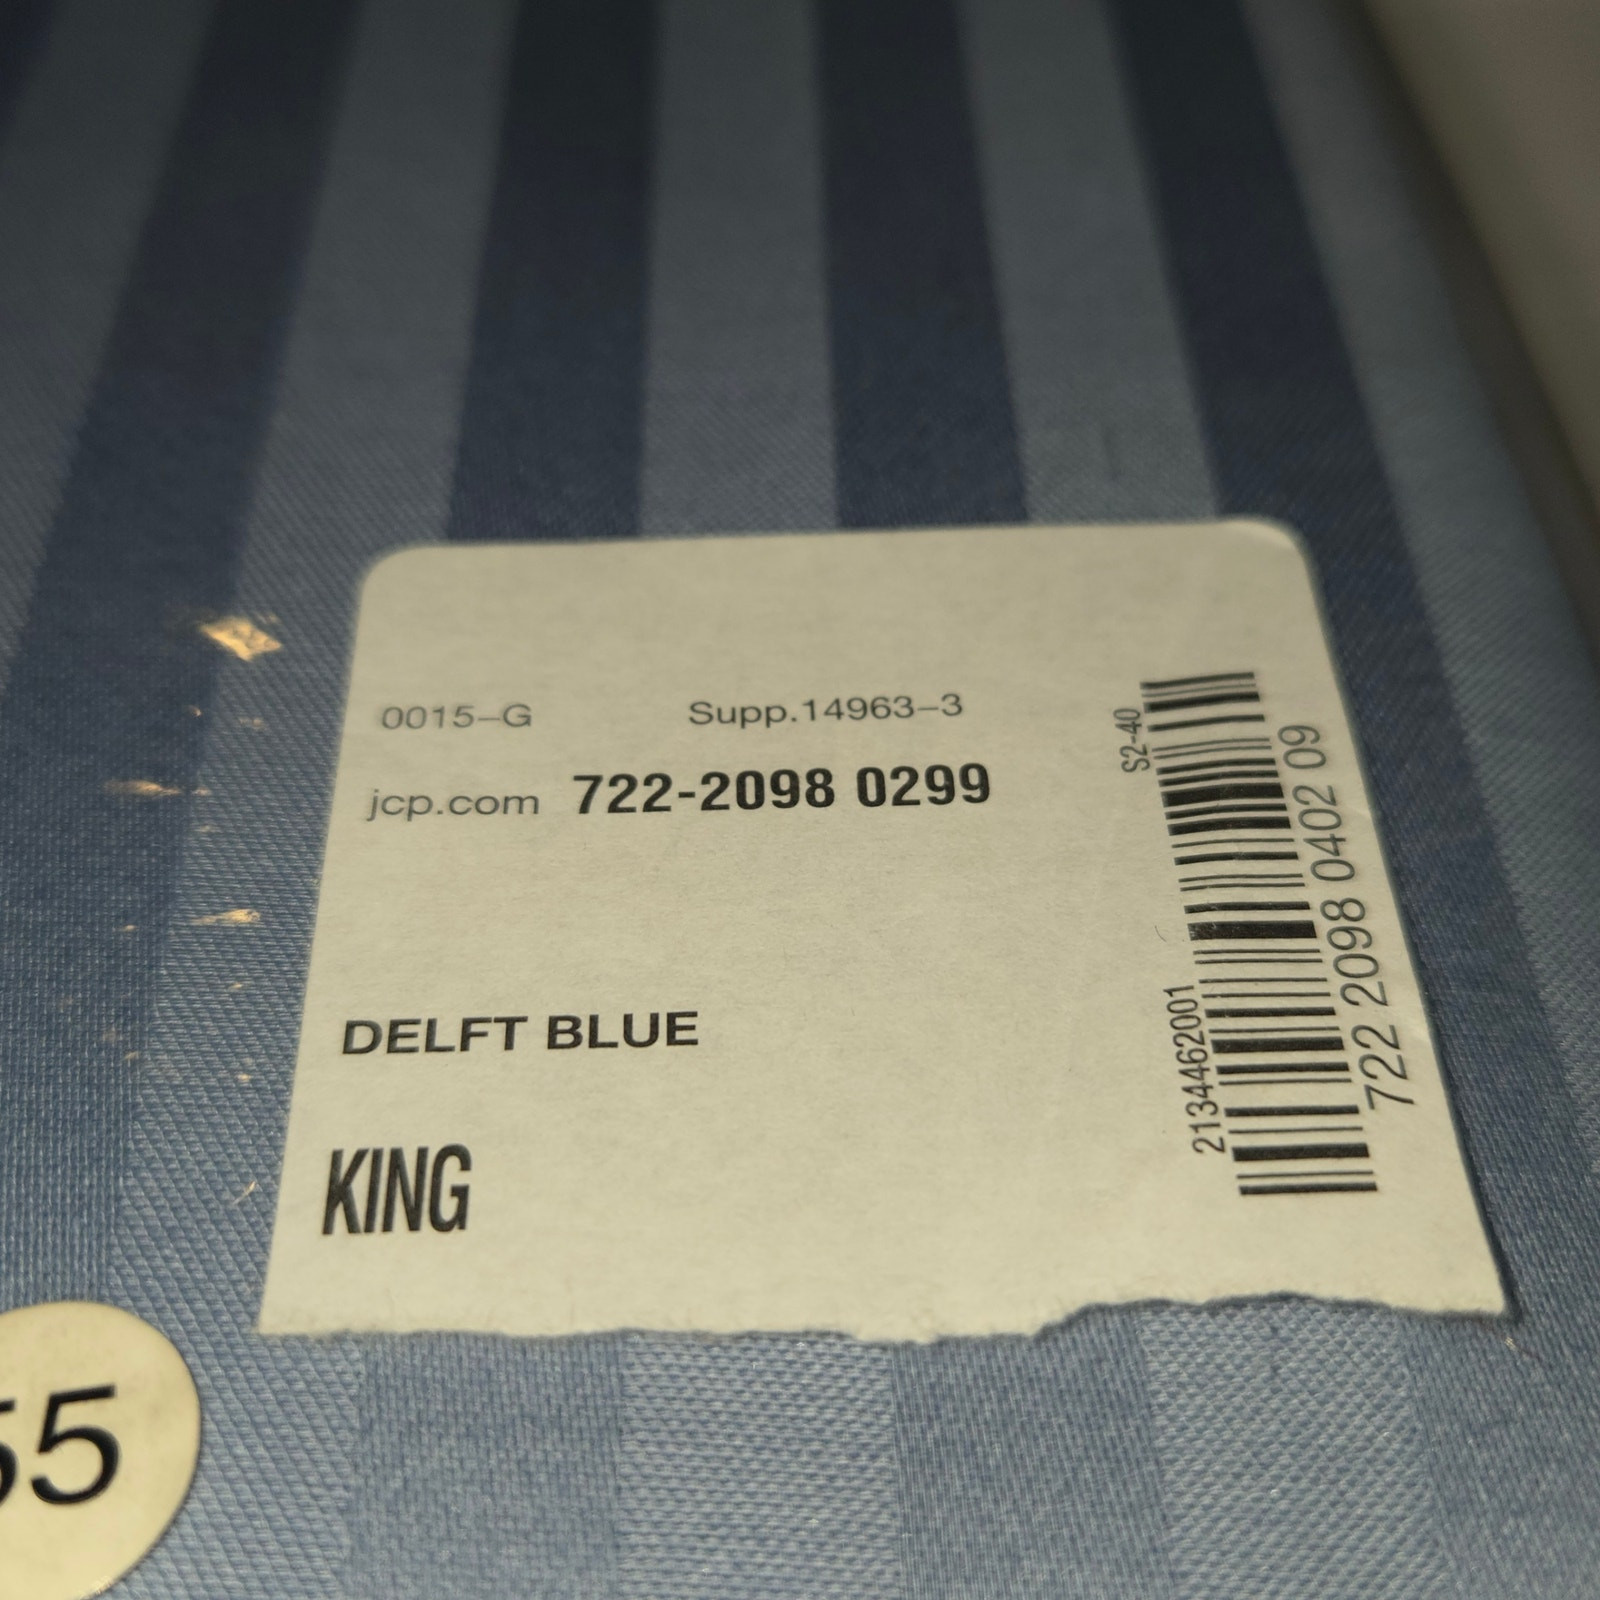 0015-G Supp.14963-3
jcp.com 722-2098 0299
DELFT BLUE
KING
S2-40
2134462001
722 2098 0402 09
55